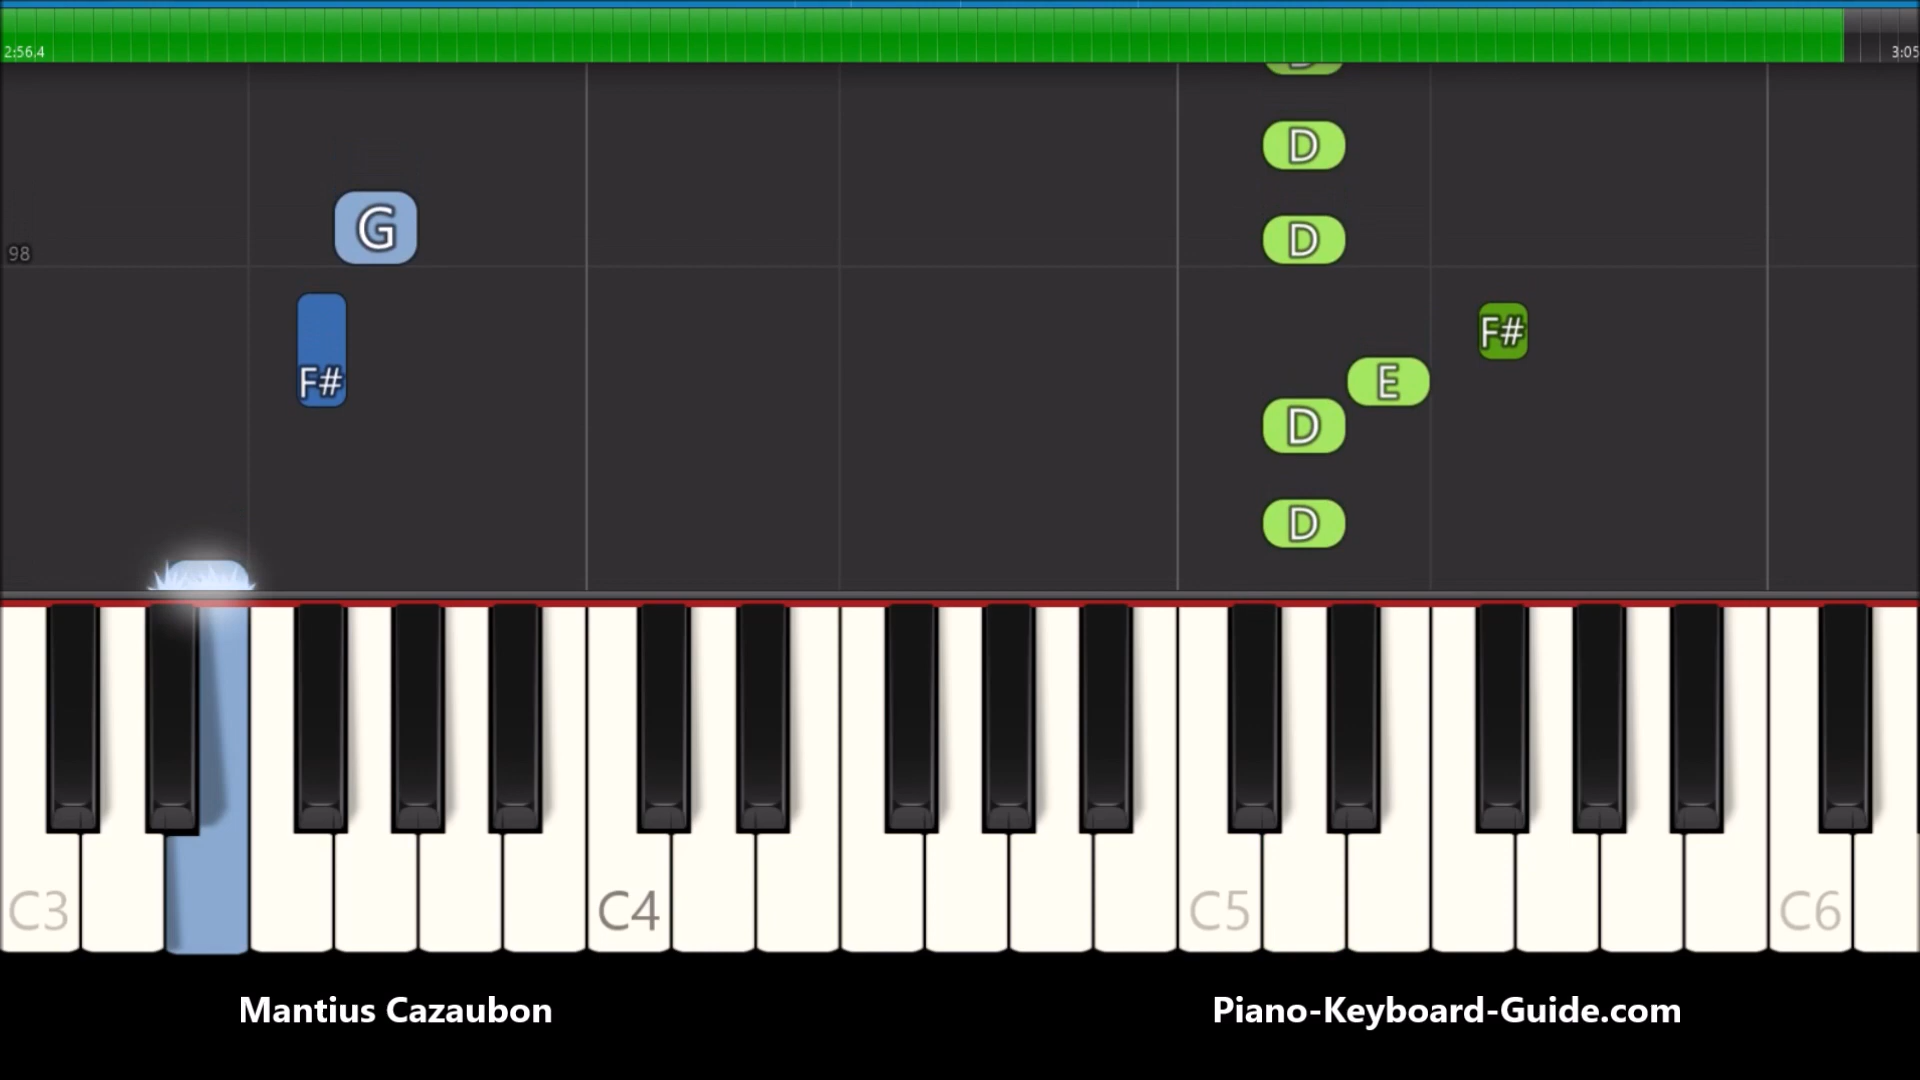 2:56,4
3:05
D
D
G
D
98
F#
F#
E
D
D
C3
C4
C5
C6
Mantius Cazaubon
Piano-Keyboard-Guide.com